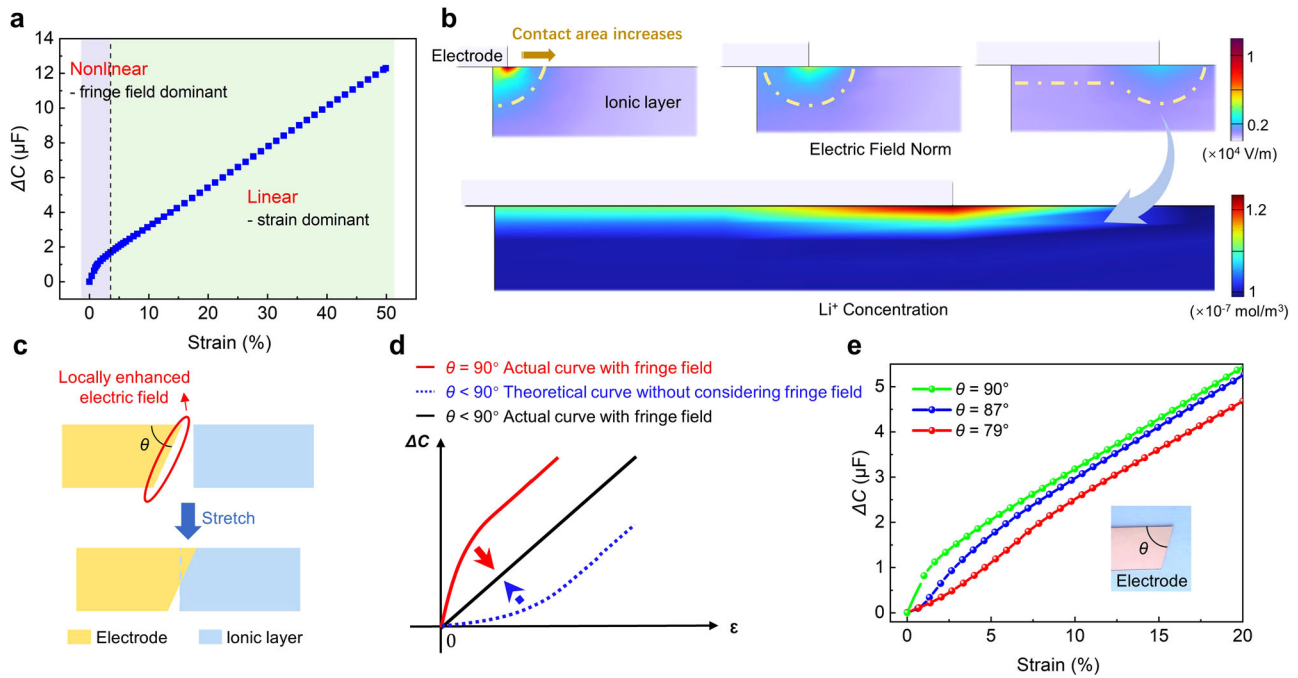 a
14
12
10
8
6
4
2
0
ΔC (μF)
Nonlinear
- fringe field dominant
Linear
- strain dominant
0 10 20 30 40 50
Strain (%)
b
Contact area increases
Electrode
Ionic layer
Electric Field Norm
1
0.2
(×10⁴ V/m)
1.2
1
(×10⁻⁷ mol/m³)
Li⁺ Concentration
c
Locally enhanced
electric field
θ
Stretch
Electrode
Ionic layer
d
θ = 90° Actual curve with fringe field
θ < 90° Theoretical curve without considering fringe field
θ < 90° Actual curve with fringe field
ΔC
0
ε
e
5
4
3
2
1
0
ΔC (μF)
θ = 90°
θ = 87°
θ = 79°
θ
Electrode
0 5 10 15 20
Strain (%)